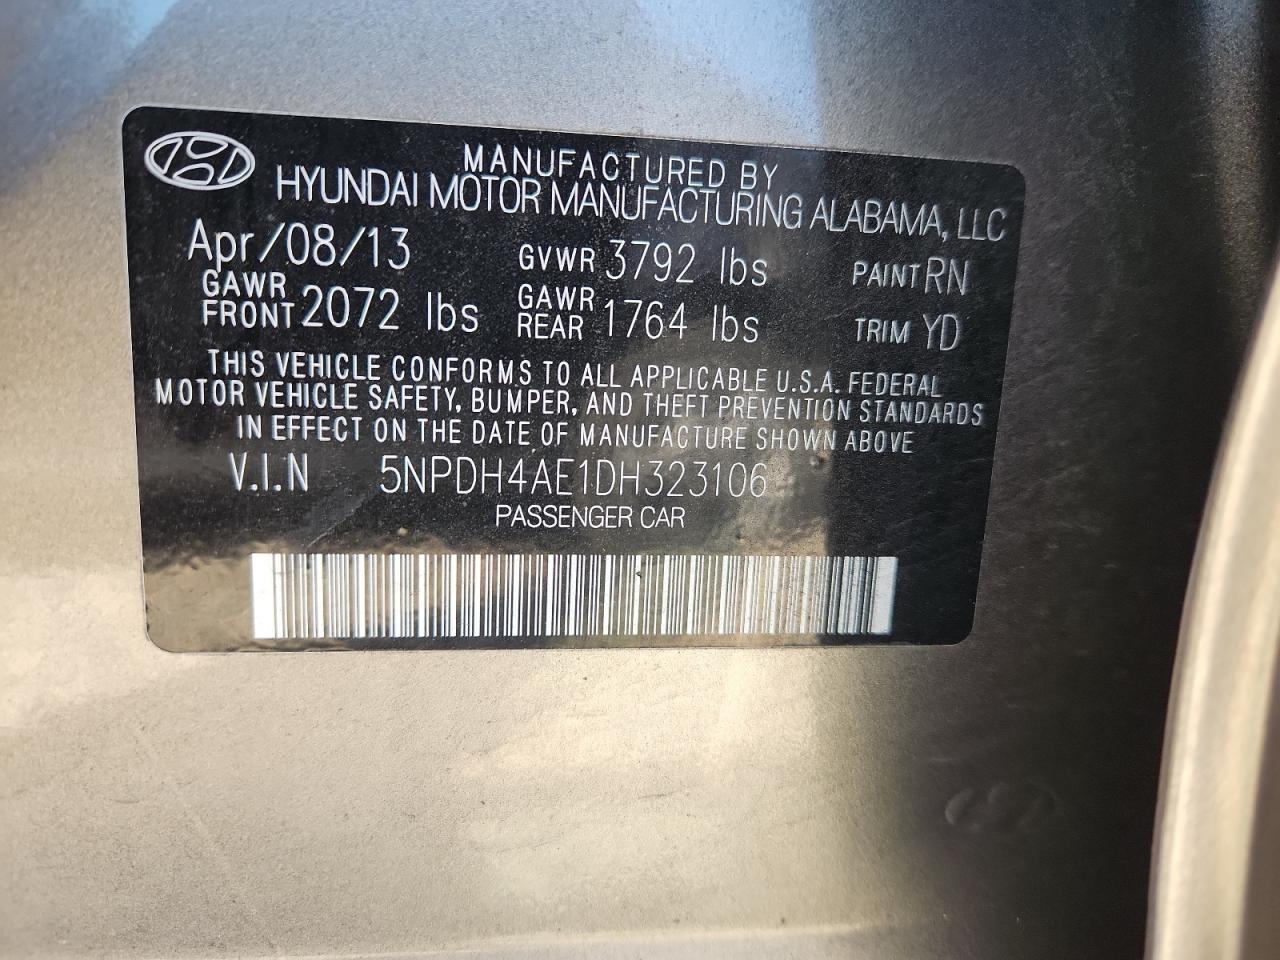 MANUFACTURED BY
HYUNDAI MOTOR MANUFACTURING ALABAMA, LLC
Apr/08/13 GVWR 3792 lbs PAINT RN
GAWR FRONT 2072 lbs GAWR REAR 1764 lbs TRIM YD
THIS VEHICLE CONFORMS TO ALL APPLICABLE U.S.A. FEDERAL
MOTOR VEHICLE SAFETY, BUMPER, AND THEFT PREVENTION STANDARDS
IN EFFECT ON THE DATE OF MANUFACTURE SHOWN ABOVE
V.I.N 5NPDH4AE1DH323106
PASSENGER CAR